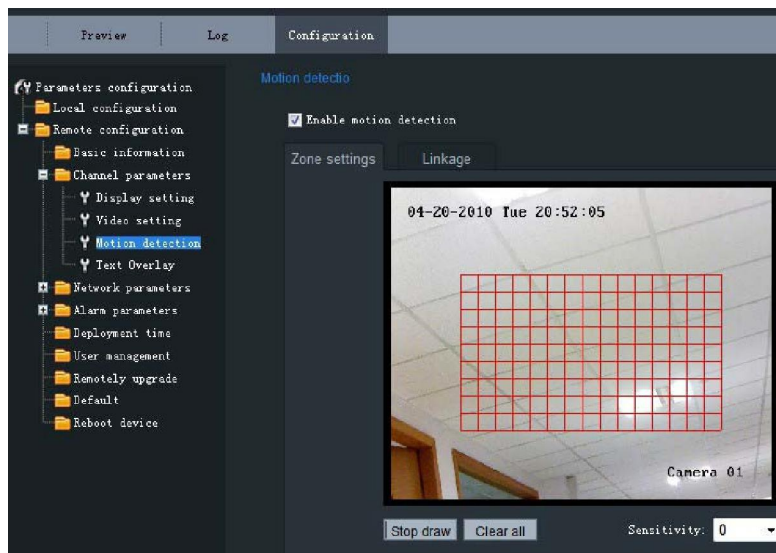 Preview
Log
Configuration
Parameters configuration
Local configuration
Remote configuration
Basic information
Channel parameters
Display setting
Video setting
Motion detection
Text Overlay
Network parameters
Alarm parameters
Deployment time
User management
Remotely upgrade
Default
Reboot device
Motion detectio
Enable motion detection
Zone settings
Linkage
04-20-2010 Tue 20:52:05
Camera 01
Stop draw
Clear all
Sensitivity: 0